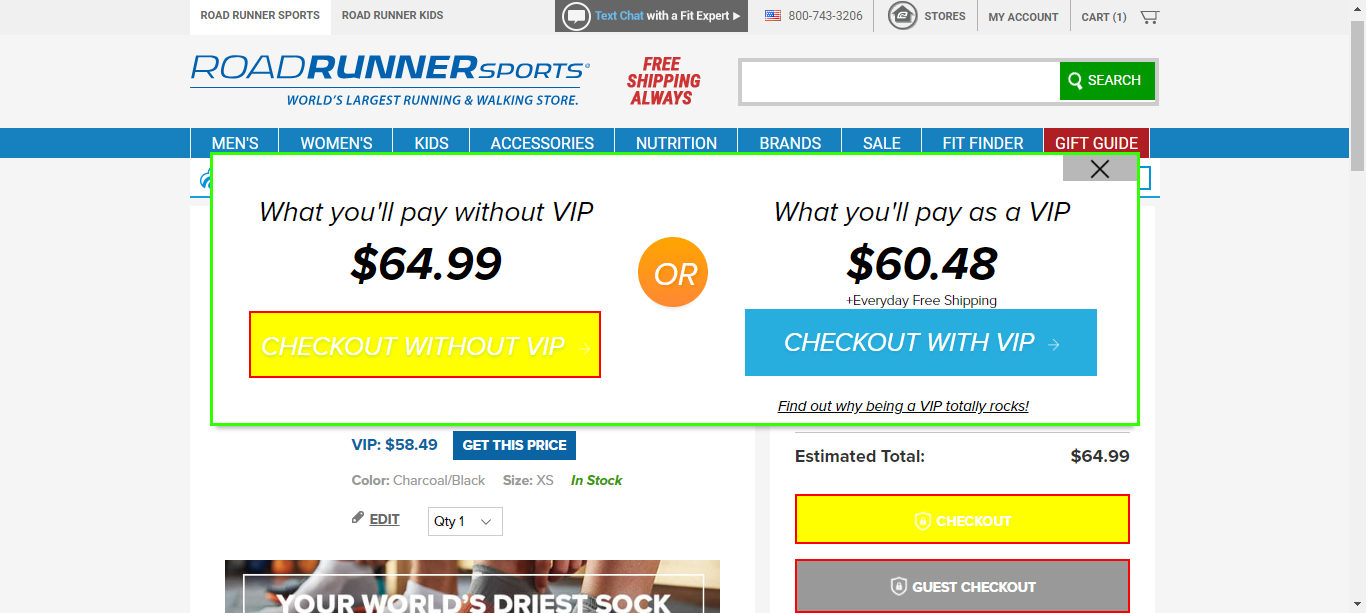 ROAD RUNNER SPORTS
ROAD RUNNER KIDS
Text Chat with a Fit Expert
800-743-3206
STORES
MY ACCOUNT
CART (1)
ROADRUNNERSPORTS
WORLD'S LARGEST RUNNING & WALKING STORE.
FREE
SHIPPING
ALWAYS
SEARCH
MEN'S
WOMEN'S
KIDS
ACCESSORIES
NUTRITION
BRANDS
SALE
FIT FINDER
GIFT GUIDE
What you'll pay without VIP
$64.99
CHECKOUT WITHOUT VIP →
OR
What you'll pay as a VIP
$60.48
+Everyday Free Shipping
CHECKOUT WITH VIP →
Find out why being a VIP totally rocks!
VIP: $58.49
GET THIS PRICE
Color: Charcoal/Black Size: XS In Stock
EDIT
Qty 1
YOUR WORLD'S DRIEST SOCK
Estimated Total: $64.99
CHECKOUT
GUEST CHECKOUT